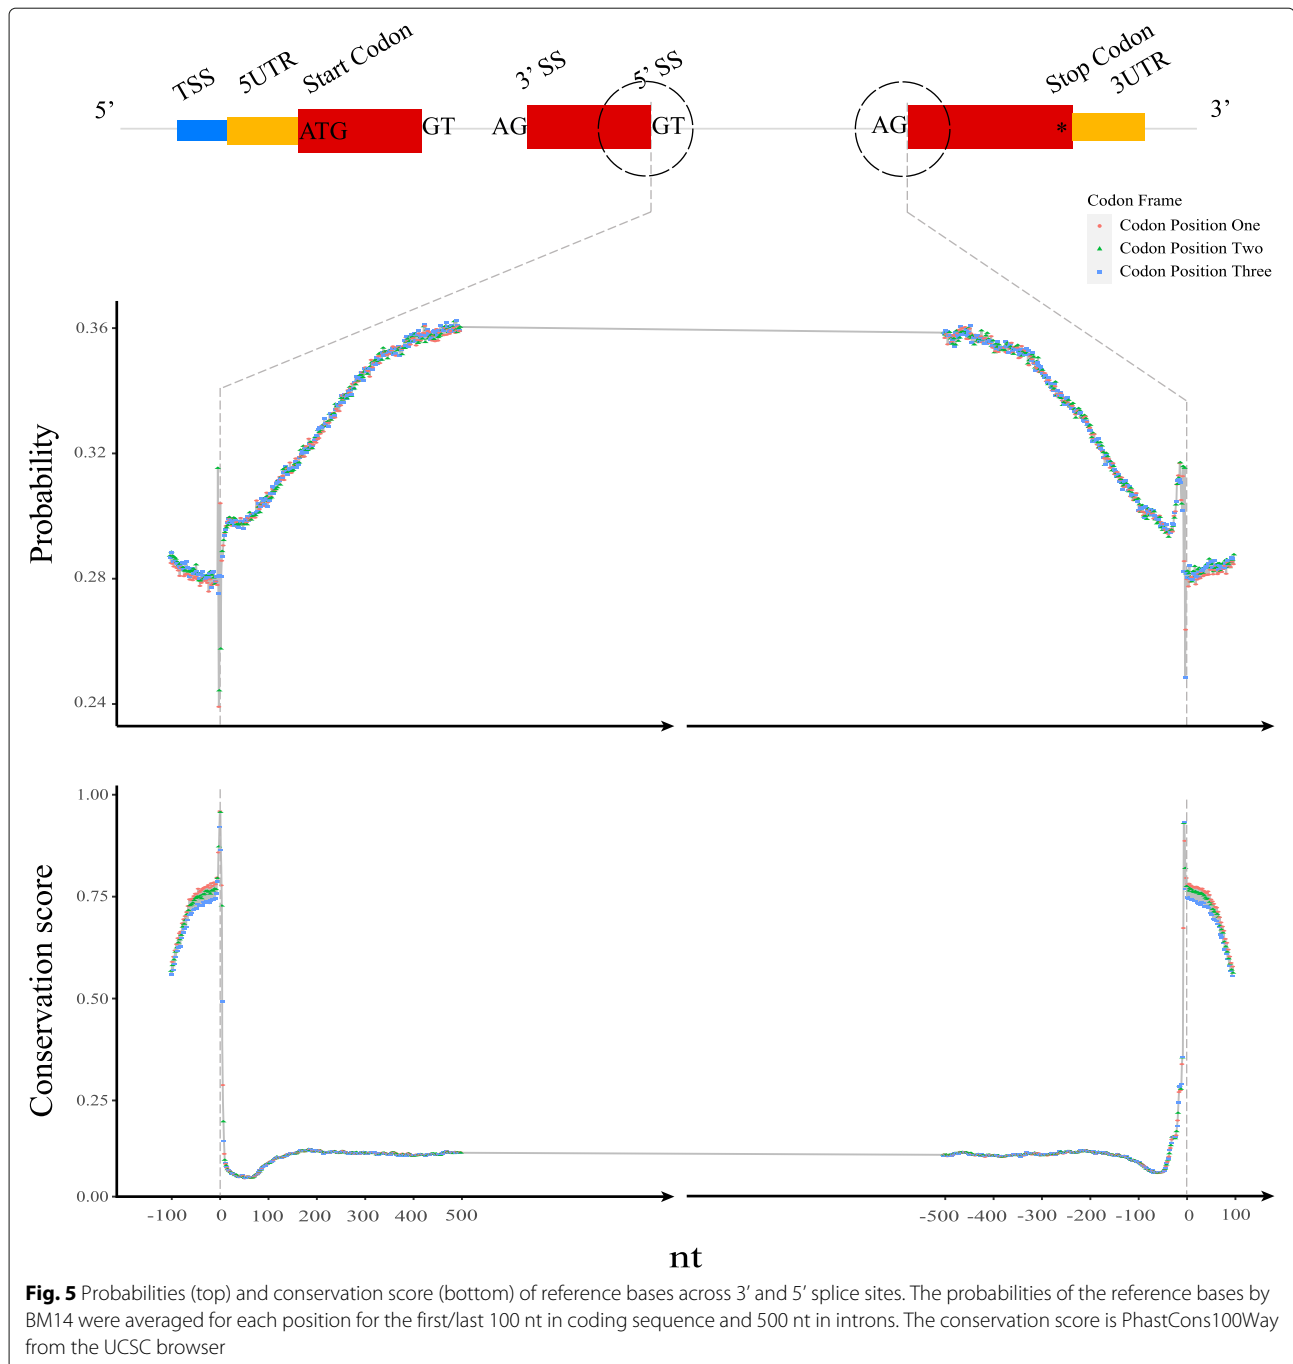 TSS 5UTR Start Codon 3’ SS 5’ SS Stop Codon 3UTR
5’ ATG GT AG GT AG * 3’
Codon Frame
Codon Position One
Codon Position Two
Codon Position Three
Probability
0.36
0.32
0.28
0.24
Conservation score
1.00
0.75
0.50
0.25
0.00
-100 0 100 200 300 400 500 -500 -400 -300 -200 -100 0 100
nt
Fig. 5 Probabilities (top) and conservation score (bottom) of reference bases across 3′ and 5′ splice sites. The probabilities of the reference bases by
BM14 were averaged for each position for the first/last 100 nt in coding sequence and 500 nt in introns. The conservation score is PhastCons100Way
from the UCSC browser